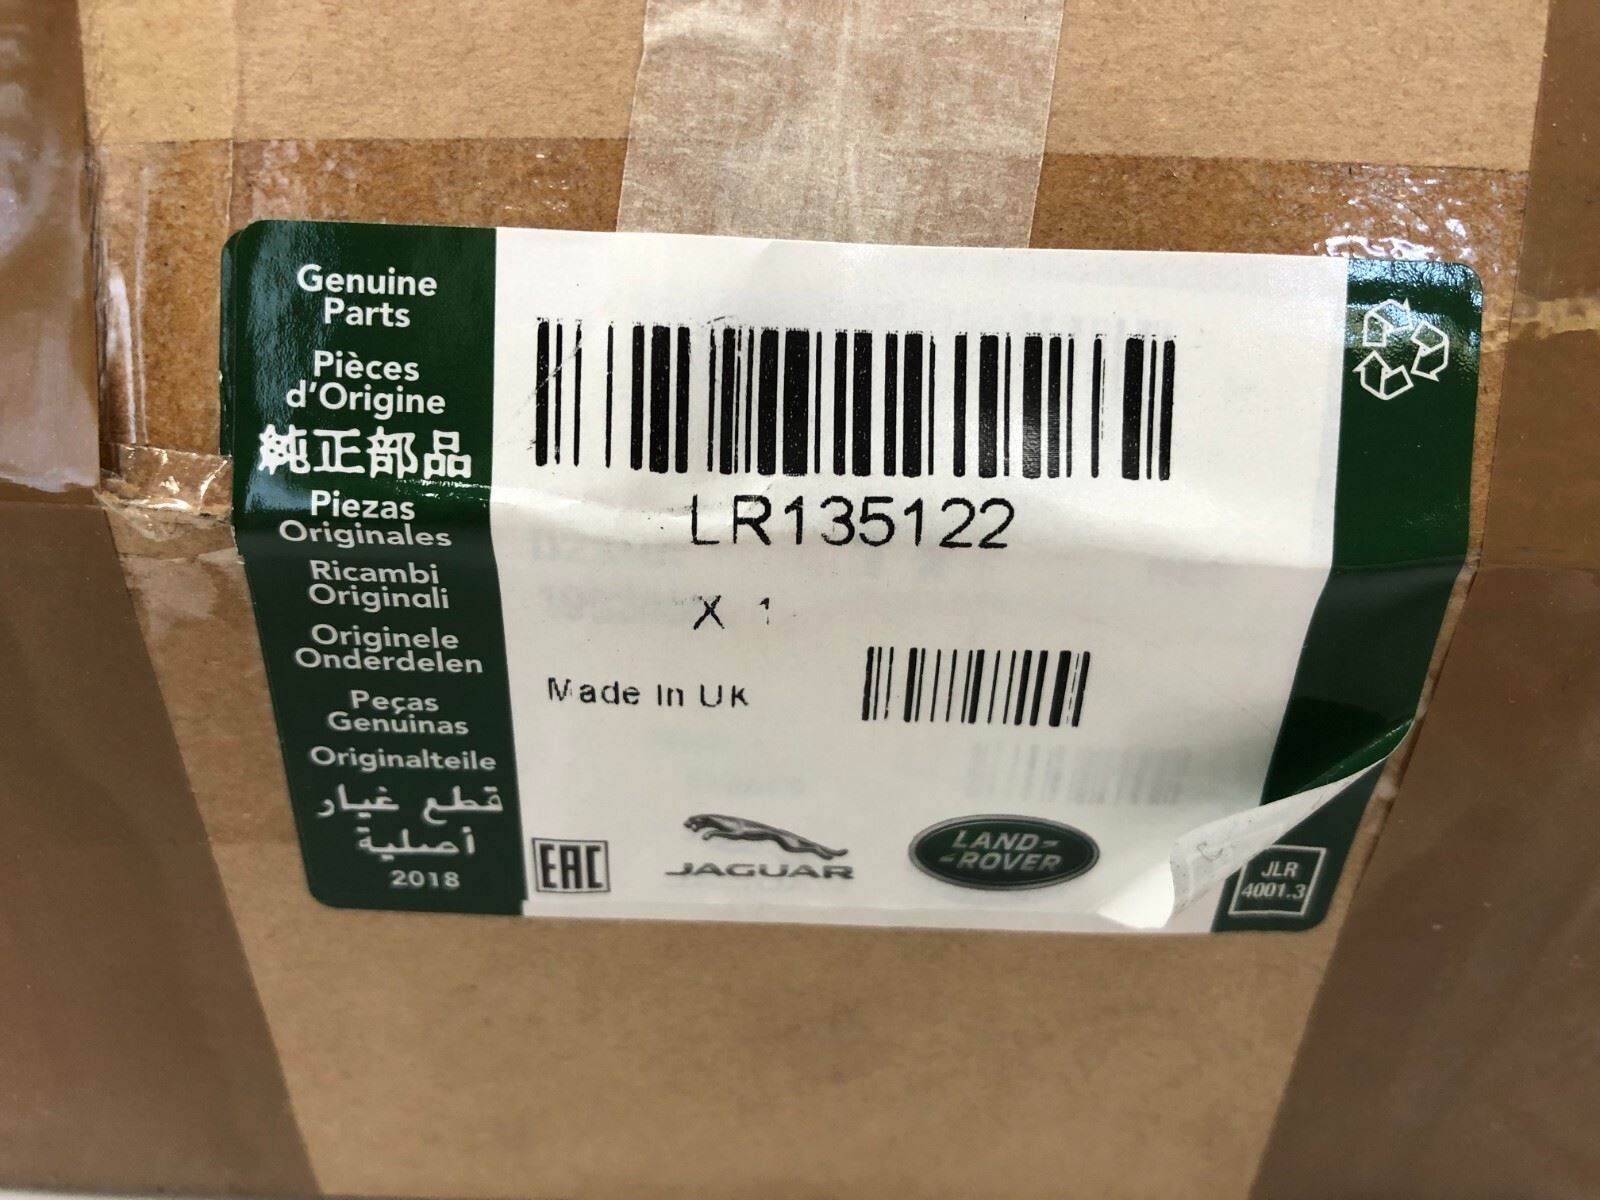 Genuine
Parts
Pièces
d'Origine
純正部品
Piezas
Originales
Ricambi
Originali
Originele
Onderdelen
Peças
Genuinas
Originalteile
قطع غيار
أصلية
2018
LR135122
X 1
Made In UK
EAC
JAGUAR
LAND-
-ROVER
JLR
4001.3